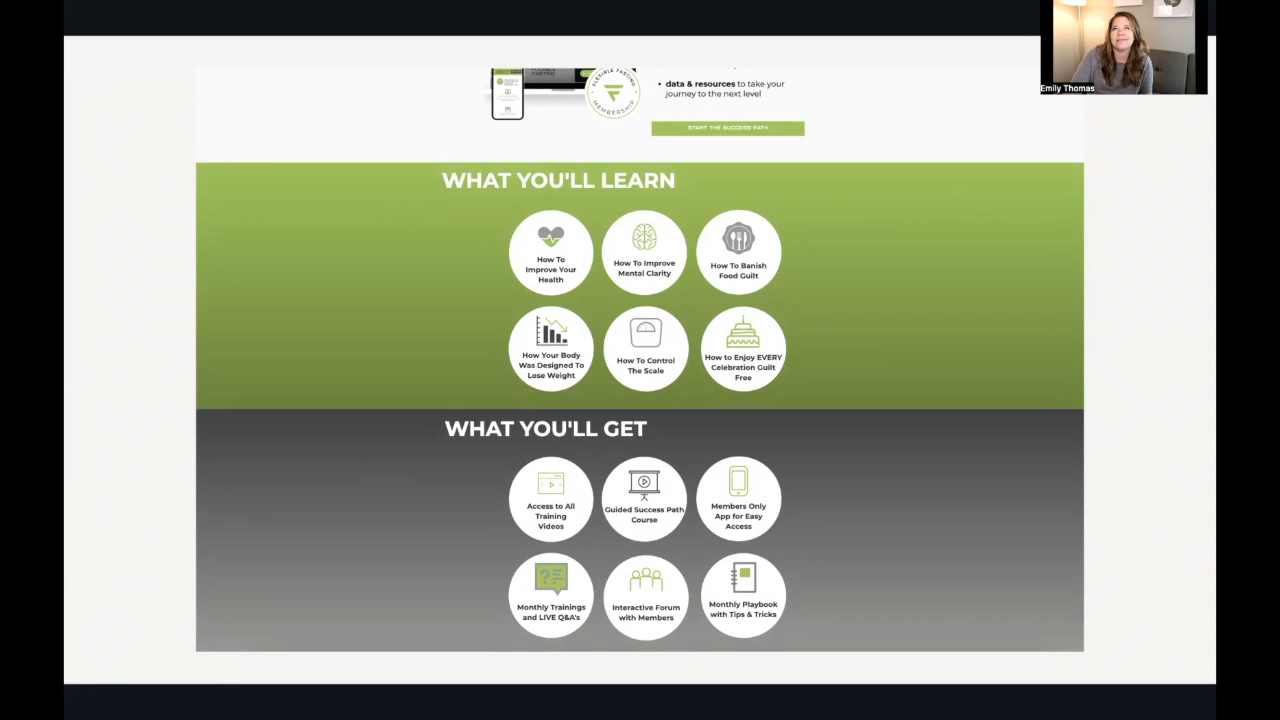 Emily Thomas
FLEXIBLE FASTING
MEMBERSHIP
• data & resources to take your
journey to the next level
START THE SUCCESS PATH
WHAT YOU'LL LEARN
How To
Improve Your
Health
How To Improve
Mental Clarity
How To Banish
Food Guilt
How Your Body
Was Designed To
Lose Weight
How To Control
The Scale
How to Enjoy EVERY
Celebration Guilt
Free
WHAT YOU'LL GET
Access to All
Training
Videos
Guided Success Path
Course
Members Only
App for Easy
Access
Monthly Trainings
and LIVE Q&A's
Interactive Forum
with Members
Monthly Playbook
with Tips & Tricks